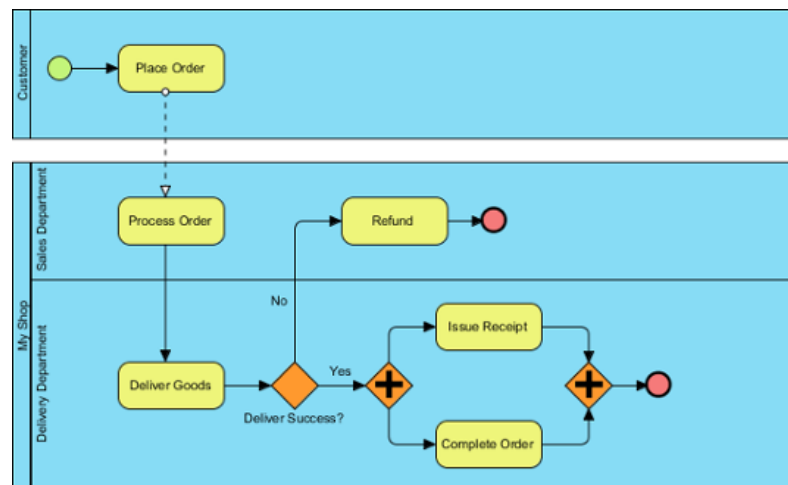 Customer
Place Order
My Shop
Sales Department
Process Order
Refund
No
Delivery Department
Issue Receipt
Deliver Goods
Yes
Deliver Success?
Complete Order